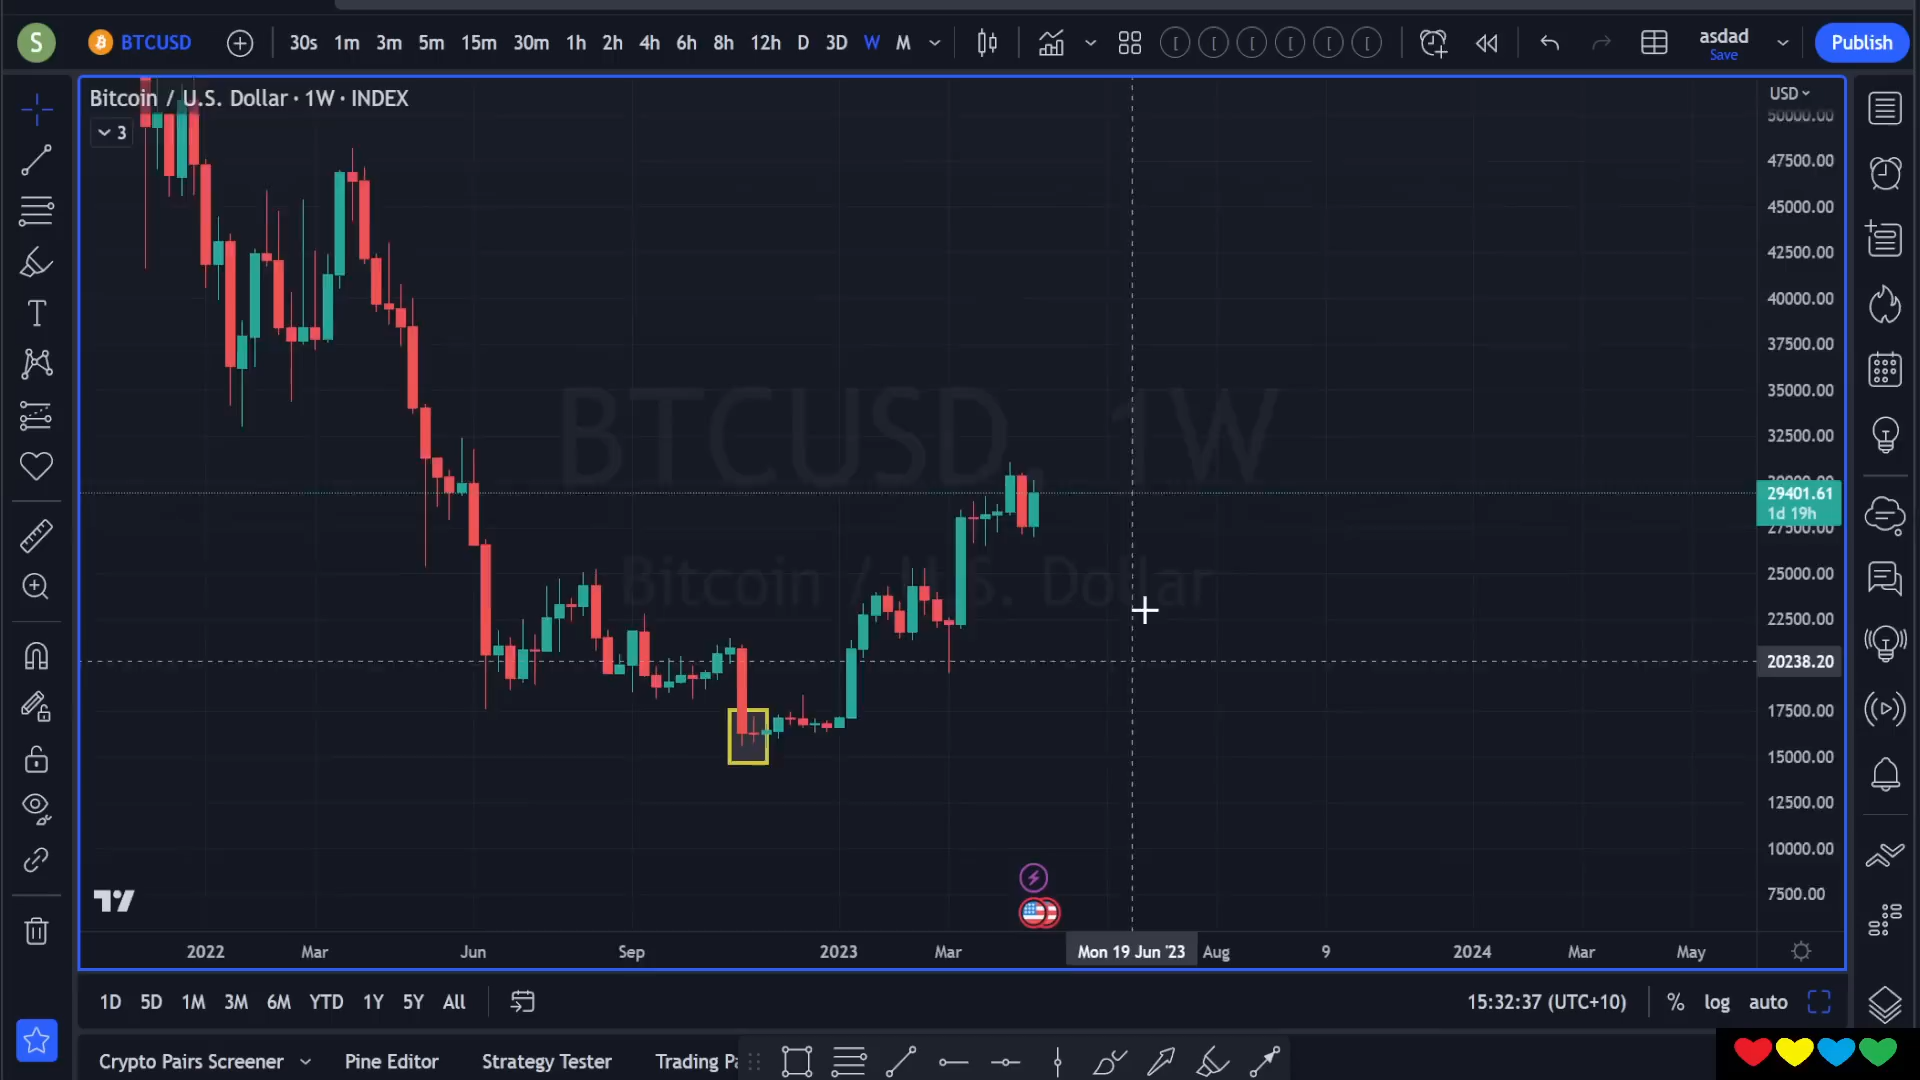 S BTCUSD 30s 1m 3m 5m 15m 30m 1h 2h 4h 6h 8h 12h D 3D W M asdad Publish
Save
Bitcoin / U.S. Dollar · 1W · INDEX
3
USD
50000.00
47500.00
45000.00
42500.00
40000.00
37500.00
35000.00
32500.00
BTCUSD, 1W
29401.61
1d 19h
27500.00
25000.00
Bitcoin / U.S. Dollar
22500.00
20238.20
17500.00
15000.00
12500.00
10000.00
7500.00
2022 Mar Jun Sep 2023 Mar Mon 19 Jun '23 Aug 9 2024 Mar May
1D 5D 1M 3M 6M YTD 1Y 5Y All 15:32:37 (UTC+10) % log auto
Crypto Pairs Screener Pine Editor Strategy Tester Trading Pa